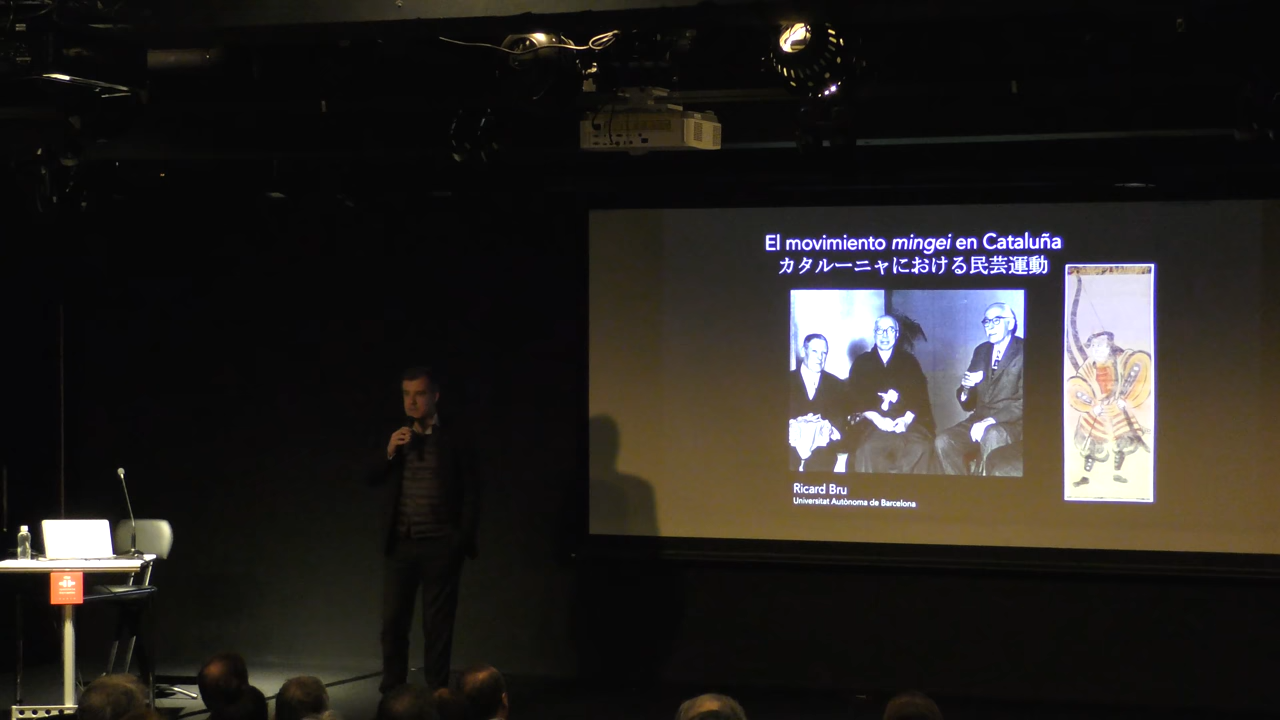 El movimiento mingei en Cataluña
カタルーニャにおける民芸運動
Ricard Bru
Universitat Autònoma de Barcelona